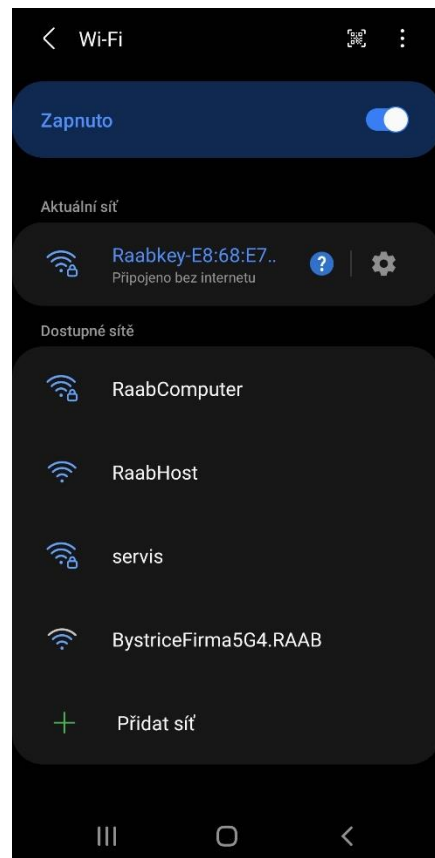 Wi-Fi
Zapnuto
Aktuální síť
Raabkey-E8:68:E7..
Připojeno bez internetu
Dostupné sítě
RaabComputer
RaabHost
servis
BystriceFirma5G4.RAAB
Přidat síť